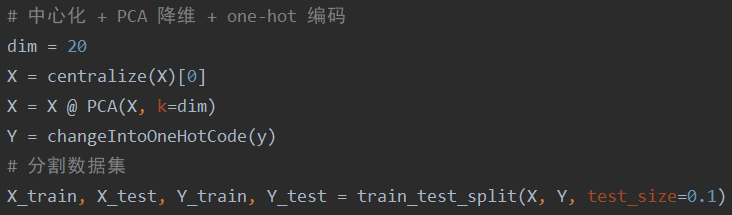 # 中心化 + PCA 降维 + one-hot 编码
dim = 20
X = centralize(X)[0]
X = X @ PCA(X, k=dim)
Y = changeIntoOneHotCode(y)
# 分割数据集
X_train, X_test, Y_train, Y_test = train_test_split(X, Y, test_size=0.1)